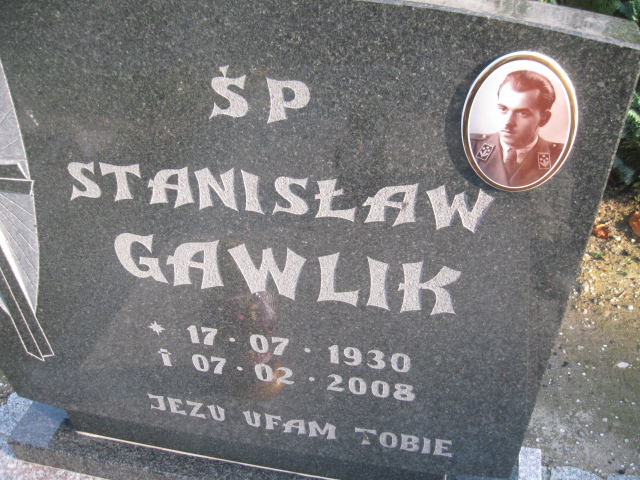 ŚP
STANISŁAW
GAWLIK
* 17 · 07 · 1930
† 07 · 02 · 2008
JEZU UFAM TOBIE